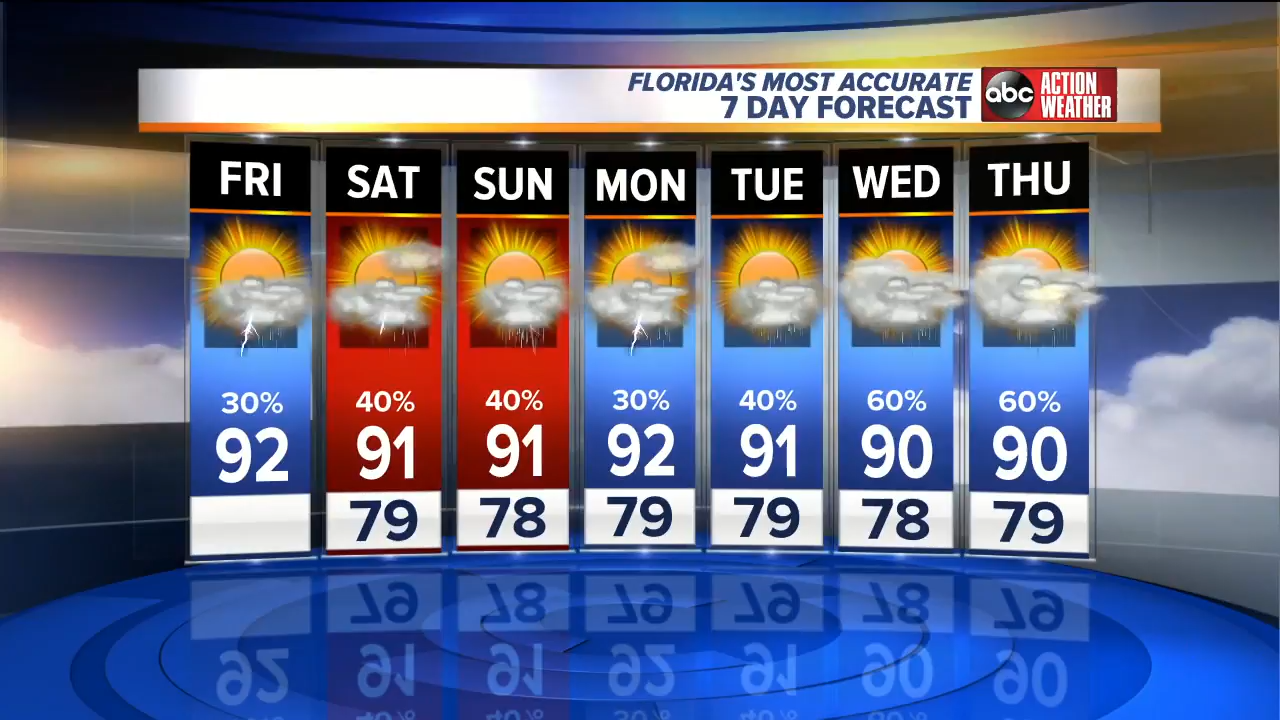 FLORIDA'S MOST ACCURATE
7 DAY FORECAST
abc
ACTION
WEATHER
FRI SAT SUN MON TUE WED THU
30% 40% 40% 30% 40% 60% 60%
92 91 91 92 91 90 90
79 78 79 79 78 79